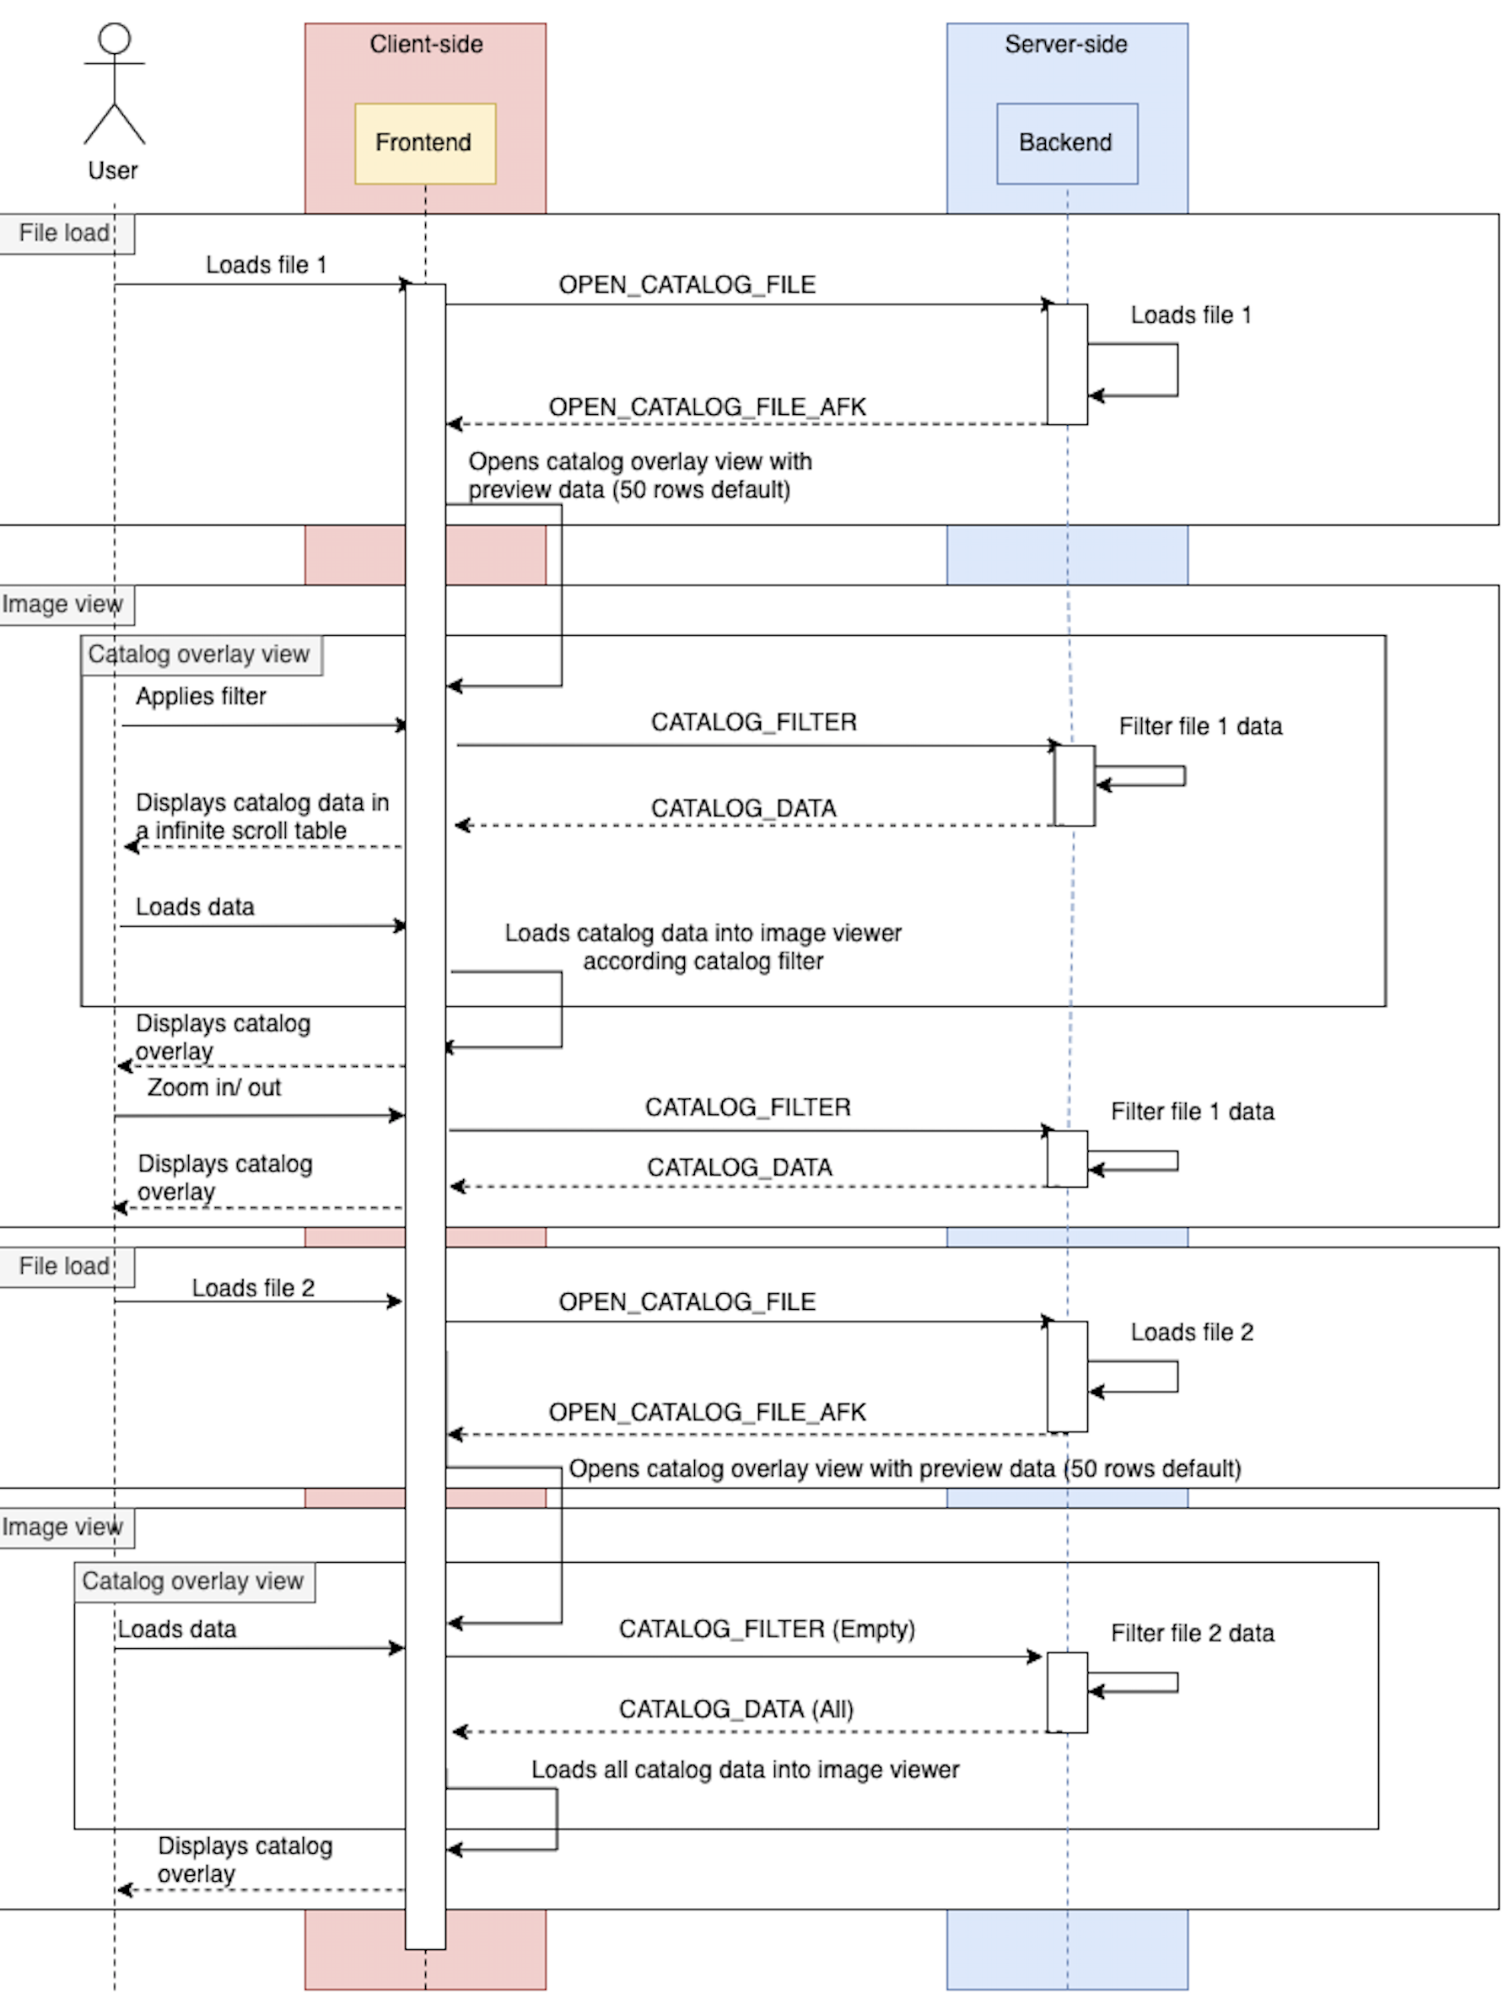 Client-side
Server-side
Frontend
Backend
User
File load
Loads file 1
OPEN_CATALOG_FILE
Loads file 1
OPEN_CATALOG_FILE_AFK
Opens catalog overlay view with
preview data (50 rows default)
Image view
Catalog overlay view
Applies filter
CATALOG_FILTER
Filter file 1 data
Displays catalog data in
a infinite scroll table
CATALOG_DATA
Loads data
Loads catalog data into image viewer
according catalog filter
Displays catalog
overlay
Zoom in/ out
CATALOG_FILTER
Filter file 1 data
Displays catalog
overlay
CATALOG_DATA
File load
Loads file 2
OPEN_CATALOG_FILE
Loads file 2
OPEN_CATALOG_FILE_AFK
Opens catalog overlay view with preview data (50 rows default)
Image view
Catalog overlay view
Loads data
CATALOG_FILTER (Empty)
Filter file 2 data
CATALOG_DATA (All)
Loads all catalog data into image viewer
Displays catalog
overlay